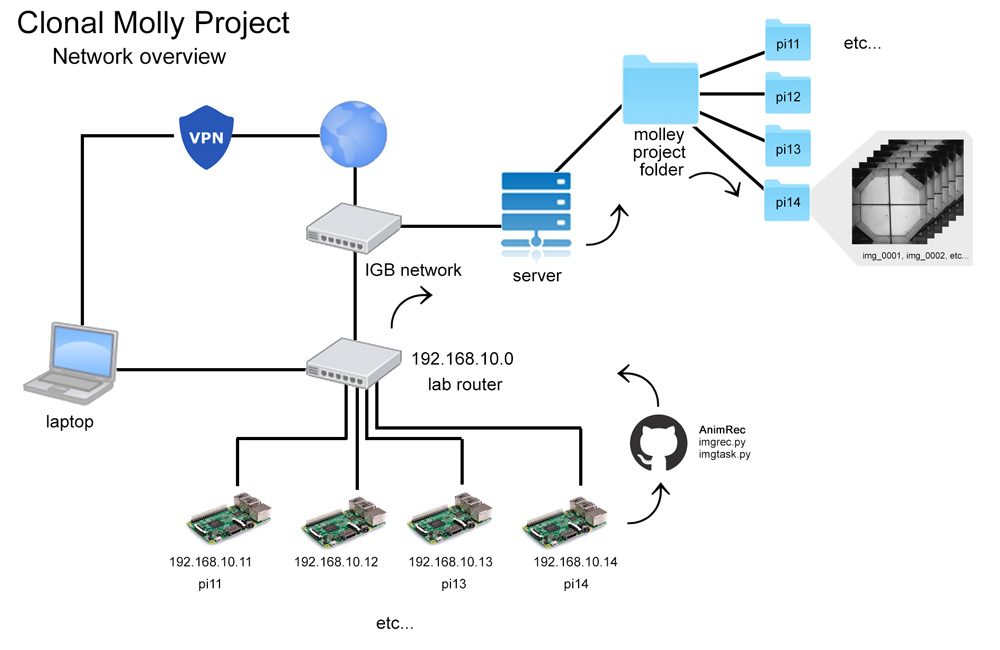 Clonal Molly Project
Network overview
VPN
pi11
etc...
pi12
pi13
pi14
molley
project
folder
img_0001, img_0002, etc...
IGB network
server
192.168.10.0
lab router
laptop
AnimRec
imgrec.py
imgtask.py
192.168.10.11
pi11
192.168.10.12
192.168.10.13
pi13
192.168.10.14
pi14
etc...